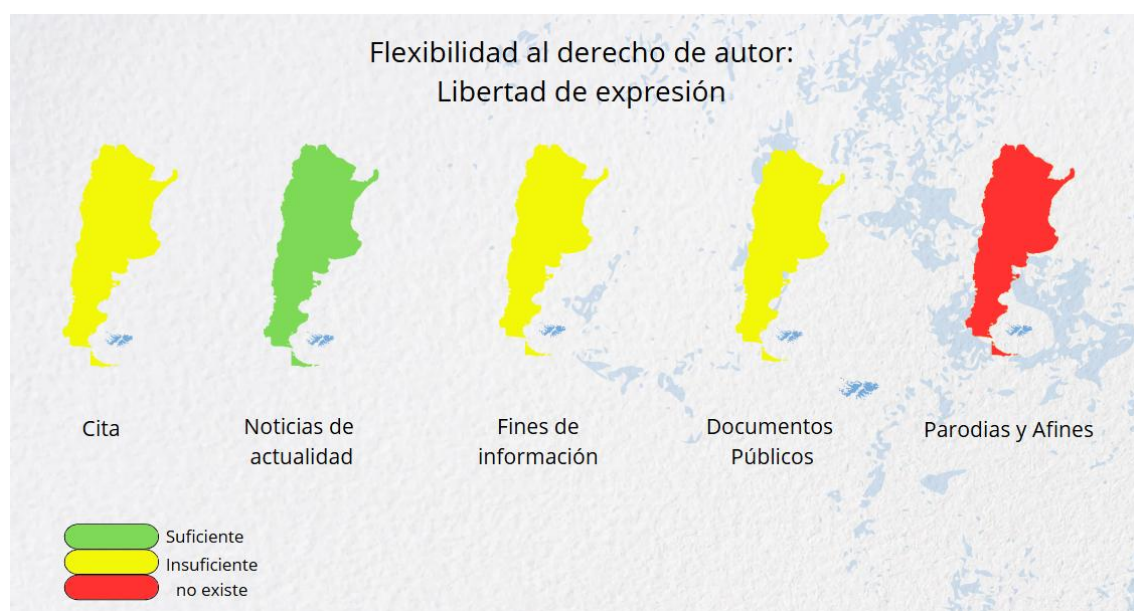 Flexibilidad al derecho de autor:
Libertad de expresión
Cita
Noticias de
actualidad
Fines de
información
Documentos
Públicos
Parodias y Afines
Suficiente
Insuficiente
no existe